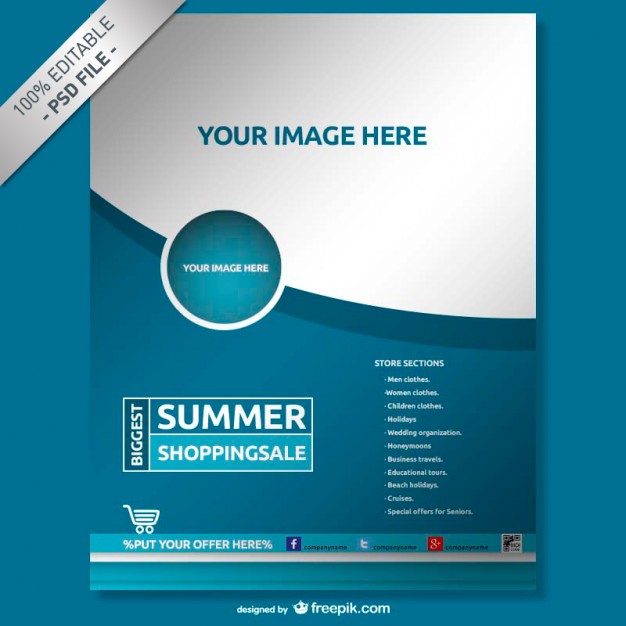 100% EDITABLE
- PSD FILE -
YOUR IMAGE HERE
YOUR IMAGE HERE
STORE SECTIONS
· Men clothes.
·Women clothes.
· Children clothes.
· Holidays
· Wedding organization.
· Honeymoons
· Business travels.
· Educational tours.
· Beach holidays.
· Cruises.
· Special offers for Seniors.
BIGGEST
SUMMER
SHOPPINGSALE
%PUT YOUR OFFER HERE%
f companyname
t companyname
g+ companyname
designed by freepik.com